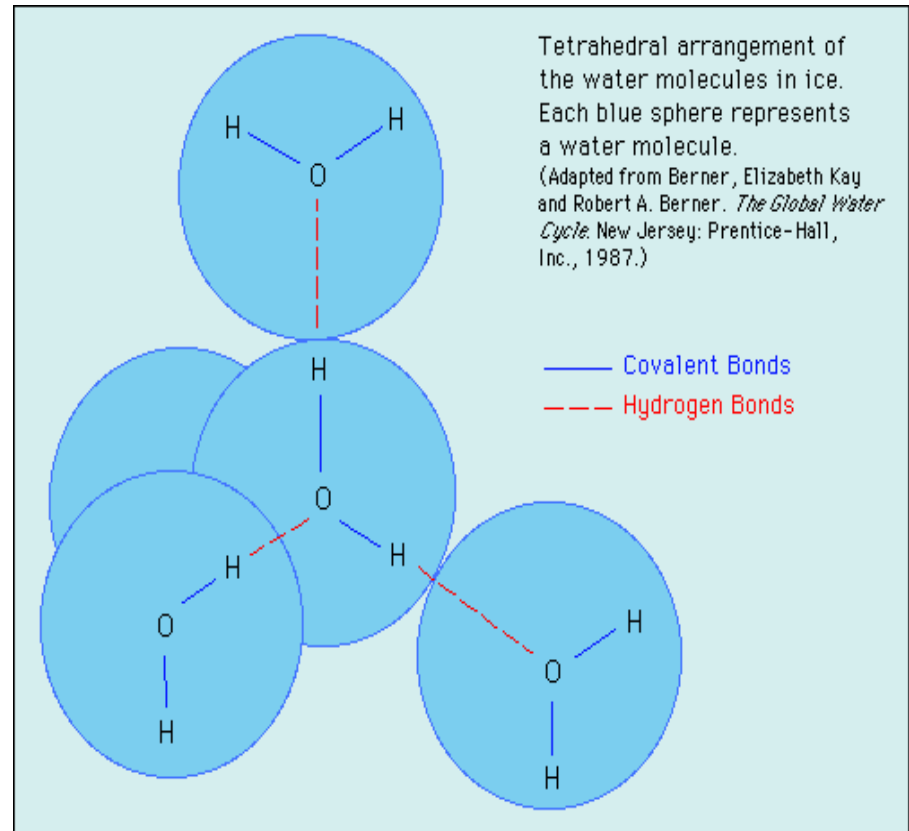 Tetrahedral arrangement of
the water molecules in ice.
Each blue sphere represents
a water molecule.
(Adapted from Berner, Elizabeth Kay
and Robert A. Berner. The Global Water
Cycle. New Jersey: Prentice-Hall,
Inc., 1987.)
H H
O
H
Covalent Bonds
Hydrogen Bonds
O
H H
O H
O
H
H